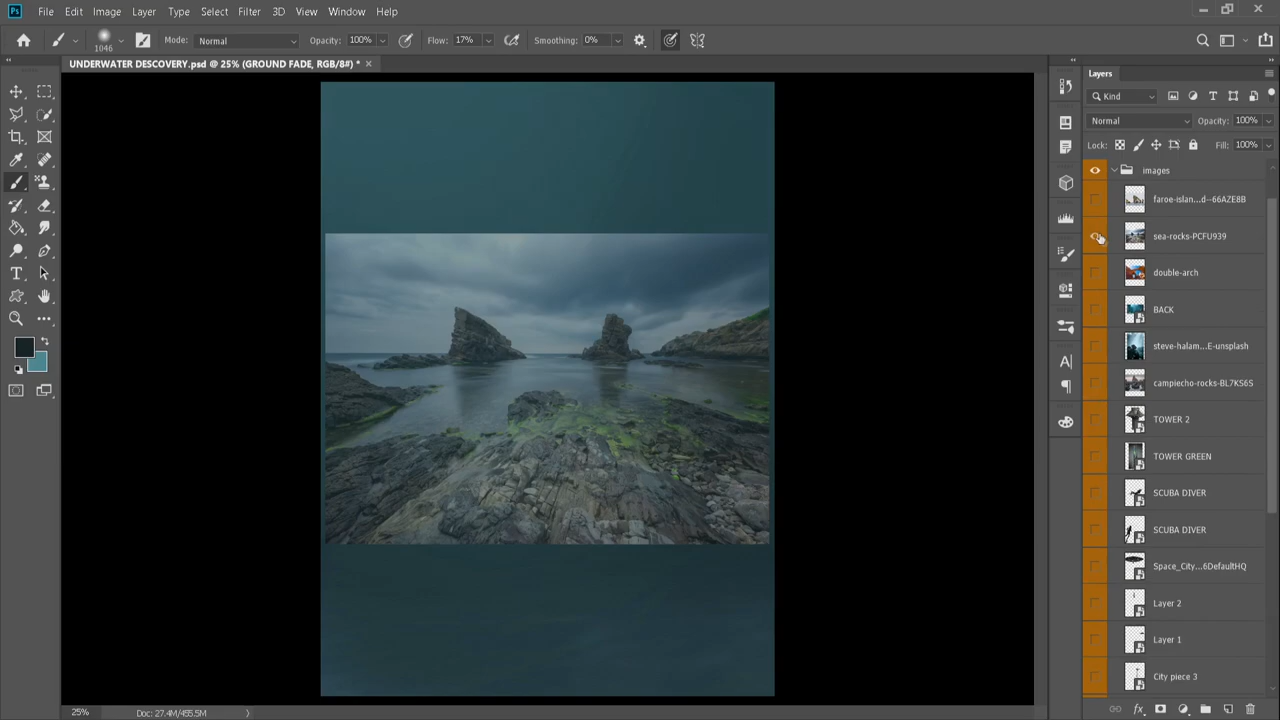 Ps File Edit Image Layer Type Select Filter 3D View Window Help
1046 Mode: Normal Opacity: 100% Flow: 17% Smoothing: 0%
UNDERWATER DESCOVERY.psd @ 25% (GROUND FADE, RGB/8#) * ×
Layers
Kind
Normal Opacity: 100%
Lock: Fill: 100%
images
faroe-islan...d--66AZE8B
sea-rocks-PCFU939
double-arch
BACK
steve-halam...E-unsplash
campiecho-rocks-BL7KS6S
TOWER 2
TOWER GREEN
SCUBA DIVER
SCUBA DIVER
Space_City...6DefaultHQ
Layer 2
Layer 1
City piece 3
25% Doc: 27.4M/455.5M